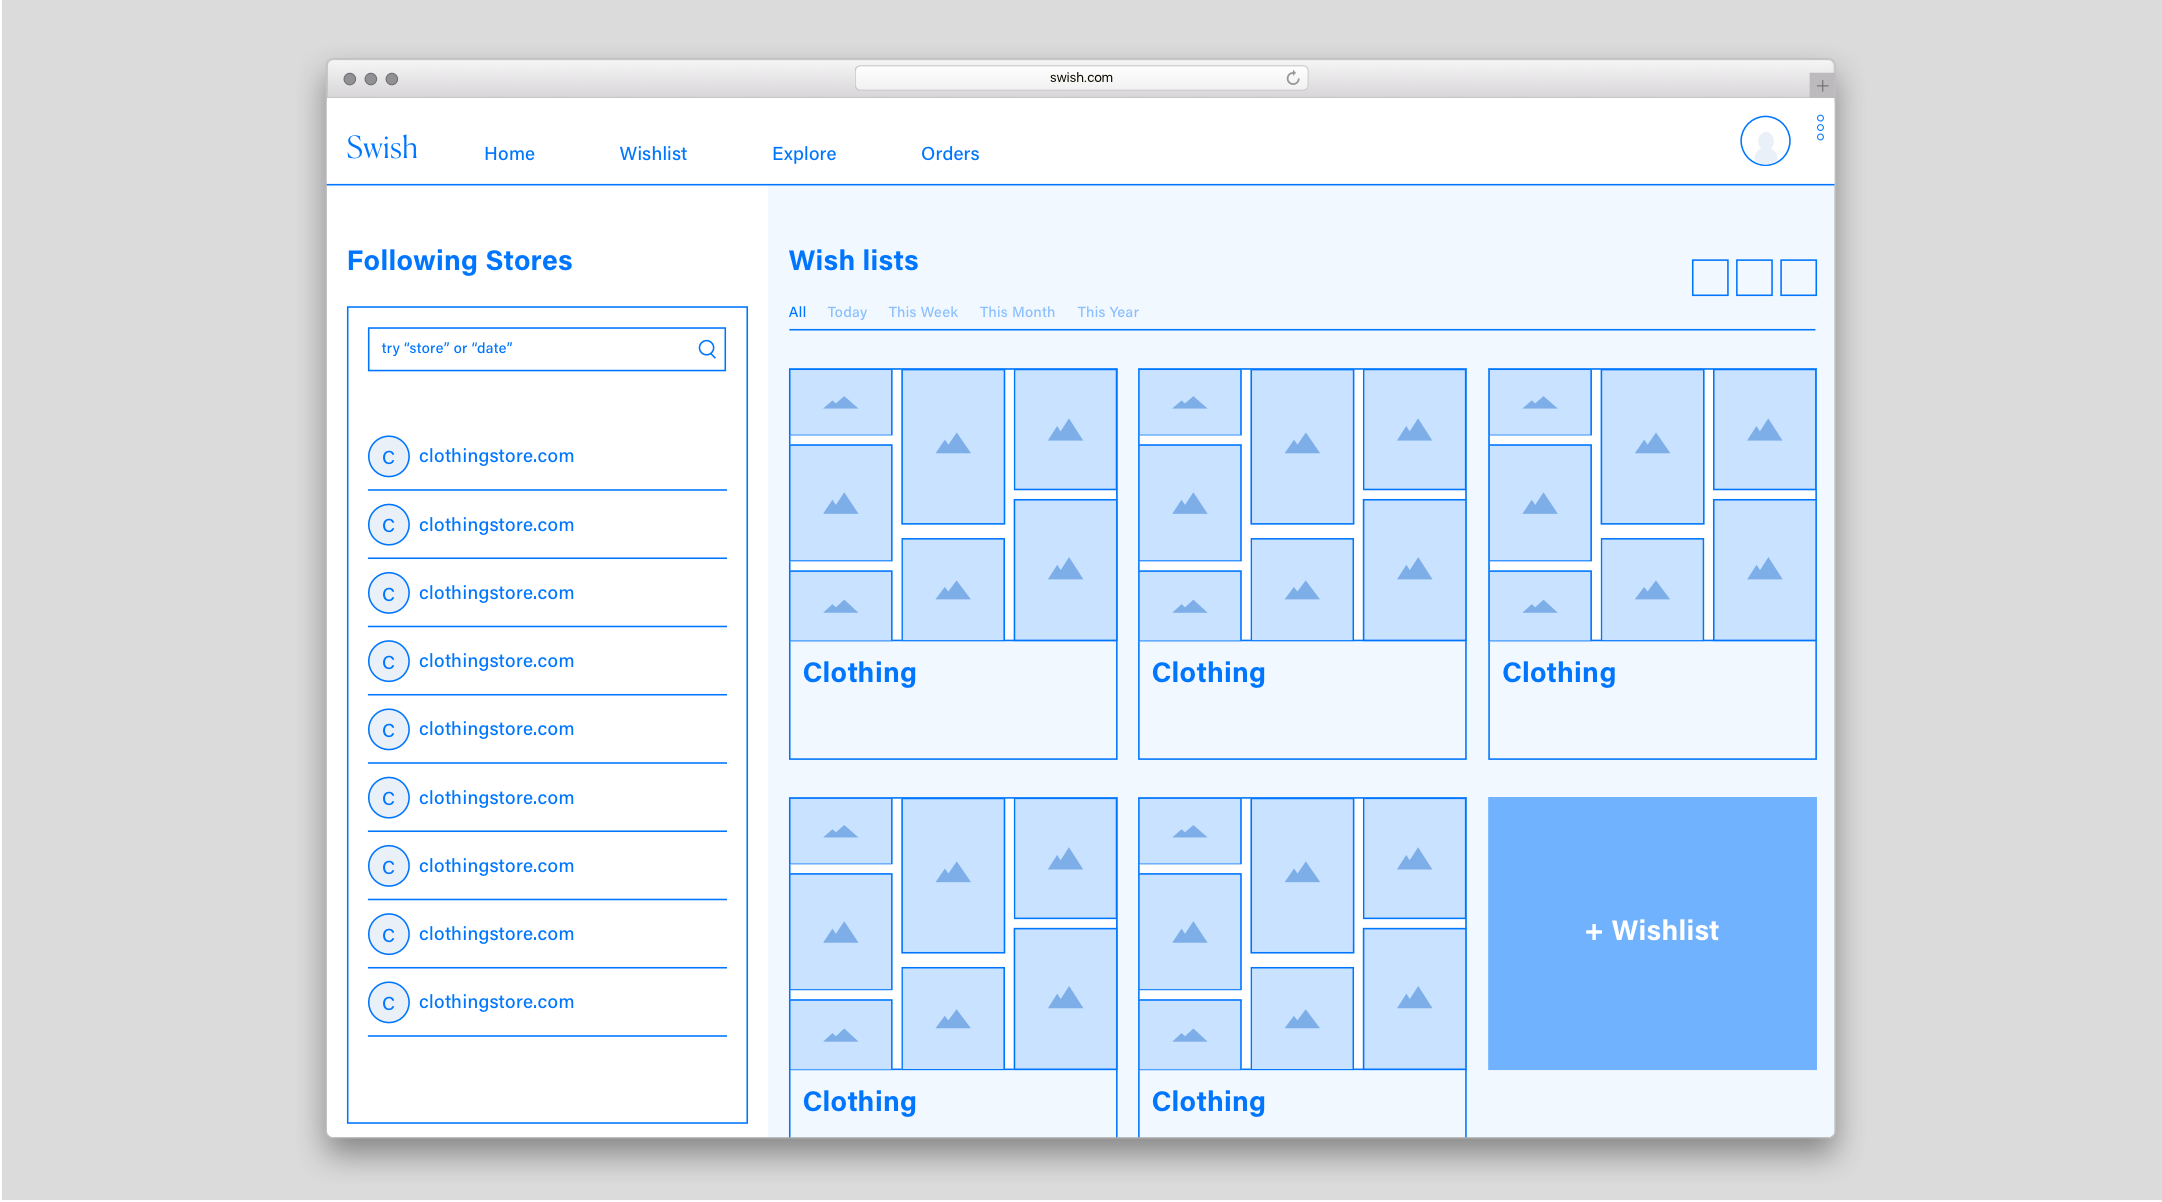 swish.com
Swish Home Wishlist Explore Orders
Following Stores
try “store” or “date”
C clothingstore.com
C clothingstore.com
C clothingstore.com
C clothingstore.com
C clothingstore.com
C clothingstore.com
C clothingstore.com
C clothingstore.com
C clothingstore.com
Wish lists
All Today This Week This Month This Year
Clothing Clothing Clothing
+ Wishlist
Clothing Clothing